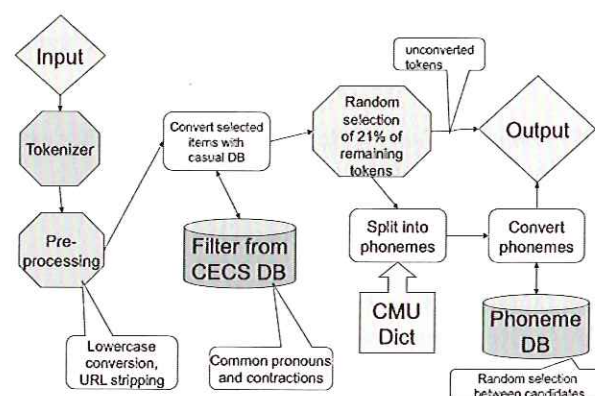 Input
Tokenizer
Pre-
processing
Lowercase
conversion,
URL stripping
Convert selected
items with
casual DB
Filter from
CECS DB
Common pronouns
and contractions
Random
selection
of 21% of
remaining
tokens
unconverted
tokens
Output
Split into
phonemes
CMU
Dict
Convert
phonemes
Phoneme
DB
Random selection
between candidates